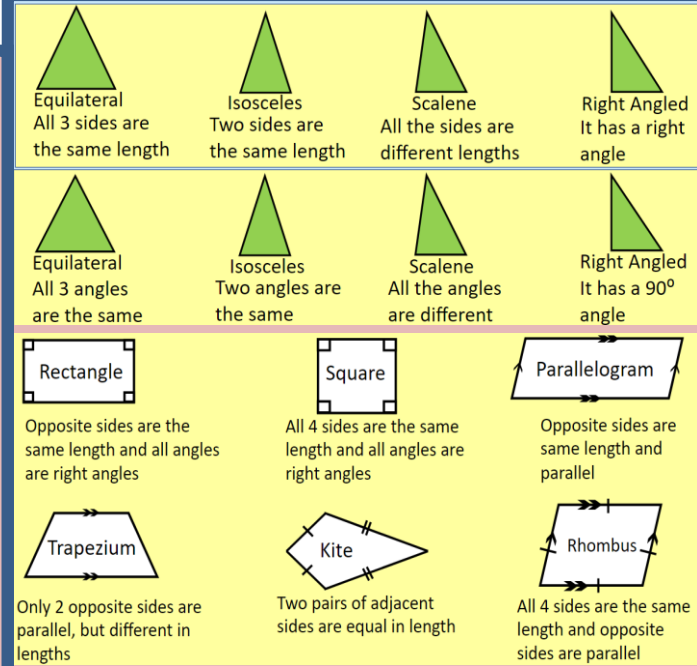 Equilateral
All 3 sides are
the same length
Isosceles
Two sides are
the same length
Scalene
All the sides are
different lengths
Right Angled
It has a right
angle
Equilateral
All 3 angles
are the same
Isosceles
Two angles are
the same
Scalene
All the angles
are different
Right Angled
It has a 90⁰
angle
Rectangle
Opposite sides are the
same length and all angles
are right angles
Square
All 4 sides are the same
length and all angles are
right angles
Parallelogram
Opposite sides are
same length and
parallel
Trapezium
Only 2 opposite sides are
parallel, but different in
lengths
Kite
Two pairs of adjacent
sides are equal in length
Rhombus
All 4 sides are the same
length and opposite
sides are parallel